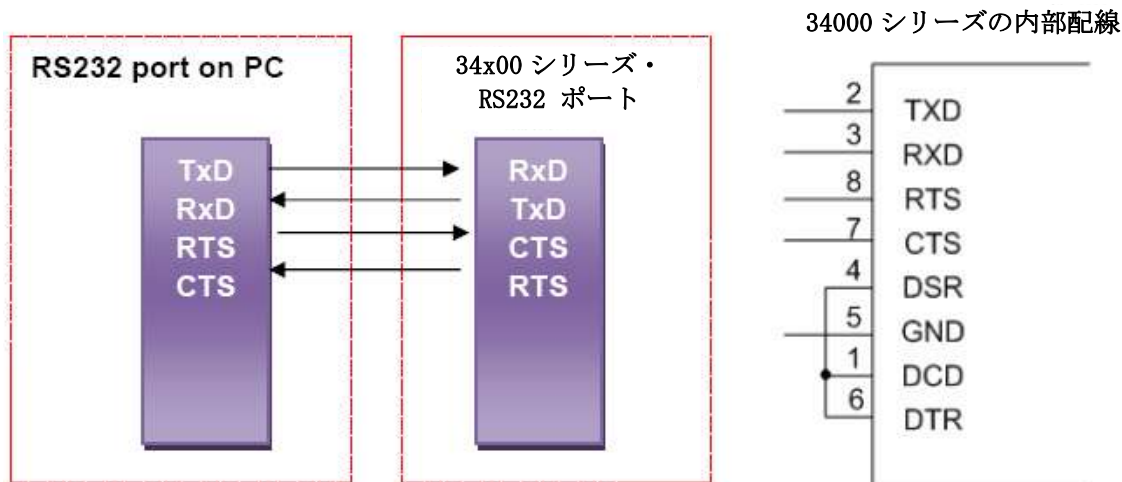 34000 シリーズの内部配線
RS232 port on PC
34x00 シリーズ・
RS232 ポート
TxD
RxD
RTS
CTS
RxD
TxD
CTS
RTS
2 TXD
3 RXD
8 RTS
7 CTS
4 DSR
5 GND
1 DCD
6 DTR